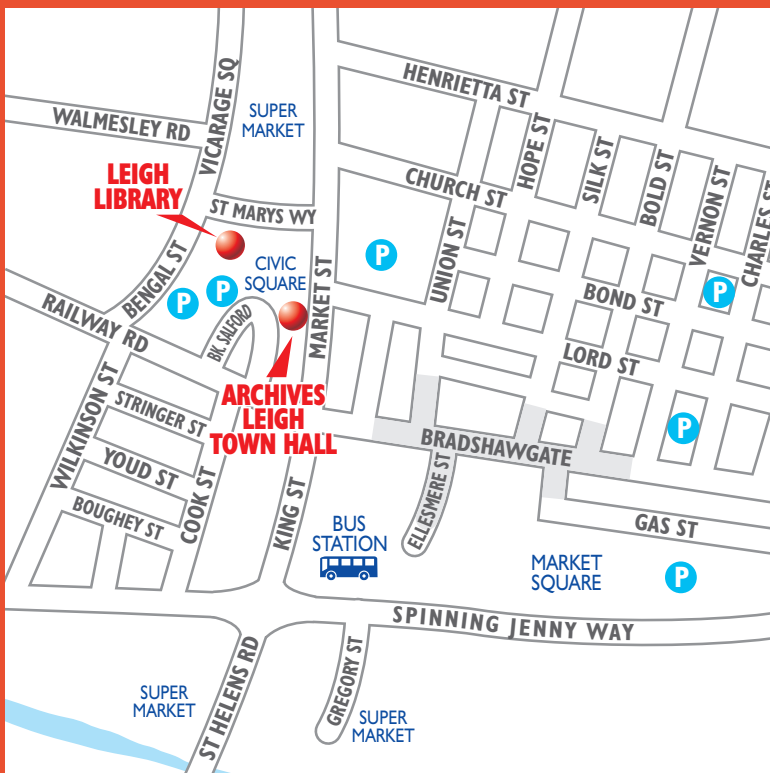 HENRIETTA ST
WALMESLEY RD
VICARAGE SQ
SUPER
MARKET
HOPE ST
SILK ST
BOLD ST
VERNON ST
CHARLES ST
LEIGH
LIBRARY
CHURCH ST
ST MARYS WY
UNION ST
BENGAL ST
CIVIC
SQUARE
MARKET ST
P
P
P
P
BOND ST
RAILWAY RD
BK. SALFORD
LORD ST
ARCHIVES
LEIGH
TOWN HALL
WILKINSON ST
STRINGER ST
P
BRADSHAWGATE
YOUD ST
COOK ST
KING ST
ELLESMERE ST
BOUGHEY ST
BUS
STATION
GAS ST
MARKET
SQUARE
P
SPINNING JENNY WAY
ST HELENS RD
GREGORY ST
SUPER
MARKET
SUPER
MARKET